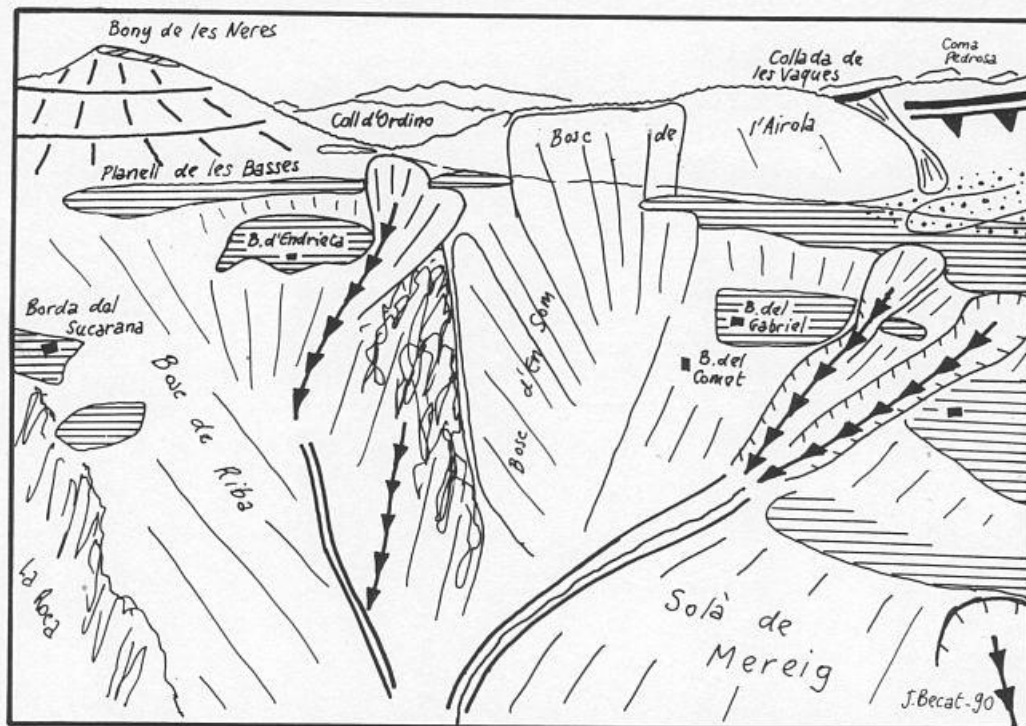 Bony de les Neres
Collada de
les Vaques
Coma
Pedrosa
Coll d'Ordino
Bosc de
l'Airola
Planell de les Basses
B. d'Endrieta
Borda dal
Sucarana
B. del
Gabriel
B. del
Comet
Bosc d'En Som
Bosc de Riba
La Roca
Solà de
Mereig
J. Becat-90